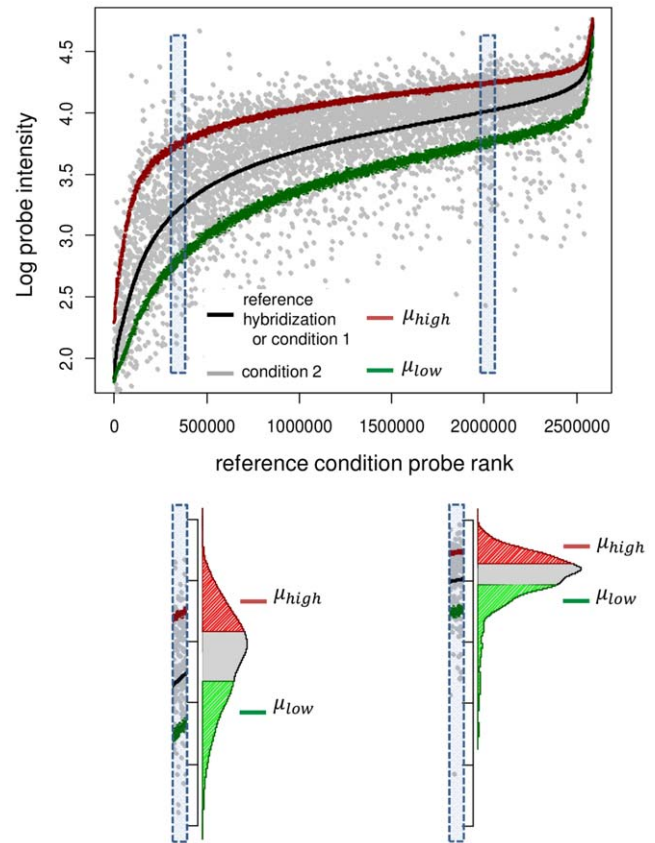 4.5
4.0
3.5
3.0
2.5
2.0
Log probe intensity
reference
hybridization
or condition 1
μhigh
condition 2
μlow
0
500000
1000000
1500000
2000000
2500000
reference condition probe rank
μhigh
μlow
μhigh
μlow